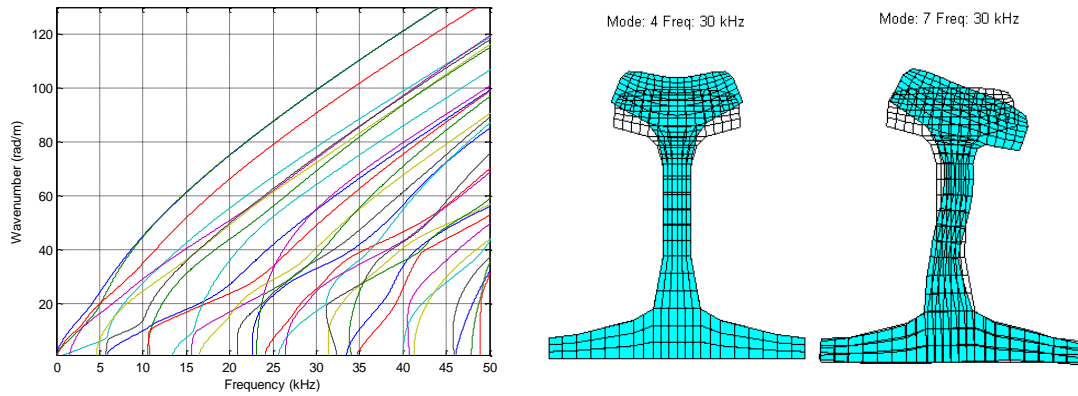 Mode: 4 Freq: 30 kHz
Mode: 7 Freq: 30 kHz
120
100
80
60
40
20
Wavenumber (rad/m)
0 5 10 15 20 25 30 35 40 45 50
Frequency (kHz)